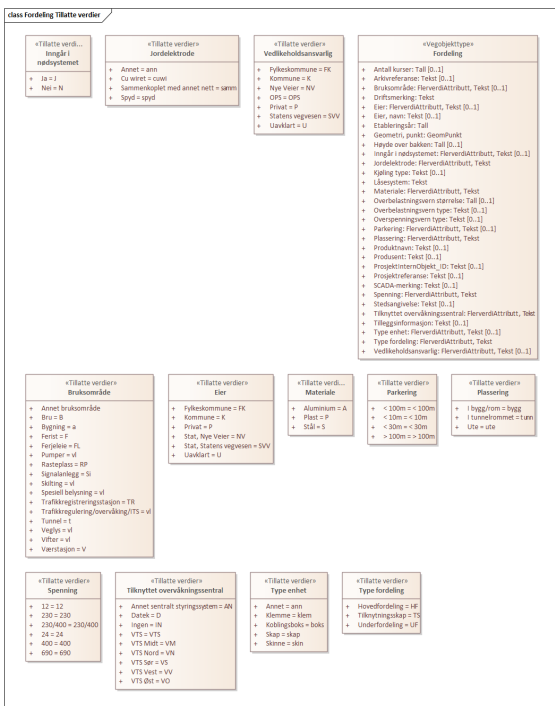 class Fordeling Tillatte verdier
«Tillatte verdi...
Inngår i
nødsystemet
+ Ja = J
+ Nei = N
«Tillatte verdier»
Jordelektrode
+ Annet = ann
+ Cu wiret = cuwi
+ Sammenkoplet med annet nett = samm
+ Spyd = spyd
«Tillatte verdier»
Vedlikeholdsansvarlig
+ Fylkeskommune = FK
+ Kommune = K
+ Nye Veier = NV
+ OPS = OPS
+ Privat = P
+ Statens vegvesen = SVV
+ Uavklart = U
«Vegobjekttype»
Fordeling
+ Antall kurser: Tall [0..1]
+ Arkivreferanse: Tekst [0..1]
+ Bruksområde: FlerverdiAttributt, Tekst [0..1]
+ Driftsmerking: Tekst
+ Eier: FlerverdiAttributt, Tekst [0..1]
+ Eier, navn: Tekst [0..1]
+ Etableringsår: Tall
+ Geometri, punkt: GeomPunkt
+ Høyde over bakken: Tall [0..1]
+ Inngår i nødsystemet: FlerverdiAttributt, Tekst [0..1]
+ Jordelektrode: FlerverdiAttributt, Tekst [0..1]
+ Kjøling type: Tekst [0..1]
+ Låsesystem: Tekst
+ Materiale: FlerverdiAttributt, Tekst
+ Overbelastningsvern størrelse: Tall [0..1]
+ Overbelastningsvern type: Tekst [0..1]
+ Overspenningsvern type: Tekst [0..1]
+ Parkering: FlerverdiAttributt, Tekst [0..1]
+ Plassering: FlerverdiAttributt, Tekst
+ Produktnavn: Tekst [0..1]
+ Produsent: Tekst [0..1]
+ ProsjektInternObjekt_ID: Tekst [0..1]
+ Prosjektreferanse: Tekst [0..1]
+ SCADA-merking: Tekst [0..1]
+ Spenning: FlerverdiAttributt, Tekst
+ Stedsangivelse: Tekst [0..1]
+ Tilknyttet overvåkningssentral: FlerverdiAttributt, Tekst
+ Tilleggsinformasjon: Tekst [0..1]
+ Type enhet: FlerverdiAttributt, Tekst [0..1]
+ Type fordeling: FlerverdiAttributt, Tekst
+ Vedlikeholdsansvarlig: FlerverdiAttributt, Tekst [0..1]
«Tillatte verdier»
Bruksområde
+ Annet bruksområde
+ Bru = B
+ Bygning = a
+ Ferist = F
+ Ferjeleie = FL
+ Pumper = vl
+ Rasteplass = RP
+ Signalanlegg = Si
+ Skilting = vl
+ Spesiell belysning = vl
+ Trafikkregistreringsstasjon = TR
+ Trafikkregulering/overvåking/ITS = vl
+ Tunnel = t
+ Veglys = vl
+ Vifter = vl
+ Værstasjon = V
«Tillatte verdier»
Eier
+ Fylkeskommune = FK
+ Kommune = K
+ Privat = P
+ Stat, Nye Veier = NV
+ Stat, Statens vegvesen = SVV
+ Uavklart = U
«Tillatte verdi...
Materiale
+ Aluminium = A
+ Plast = P
+ Stål = S
«Tillatte verdier»
Parkering
+ < 100m = < 100m
+ < 10m = < 10m
+ < 30m = < 30m
+ > 100m = > 100m
«Tillatte verdier»
Plassering
+ I bygg/rom = bygg
+ I tunnelrommet = tunn
+ Ute = ute
«Tillatte verdier»
Spenning
+ 12 = 12
+ 230 = 230
+ 230/400 = 230/400
+ 24 = 24
+ 400 = 400
+ 690 = 690
«Tillatte verdier»
Tilknyttet overvåkningssentral
+ Annet sentralt styringssystem = AN
+ Datek = D
+ Ingen = IN
+ VTS = VTS
+ VTS Midt = VM
+ VTS Nord = VN
+ VTS Sør = VS
+ VTS Vest = VV
+ VTS Øst = VO
«Tillatte verdier»
Type enhet
+ Annet = ann
+ Klemme = klem
+ Koblingsboks = boks
+ Skap = skap
+ Skinne = skin
«Tillatte verdier»
Type fordeling
+ Hovedfordeling = HF
+ Tilknytningsskap = TS
+ Underfordeling = UF